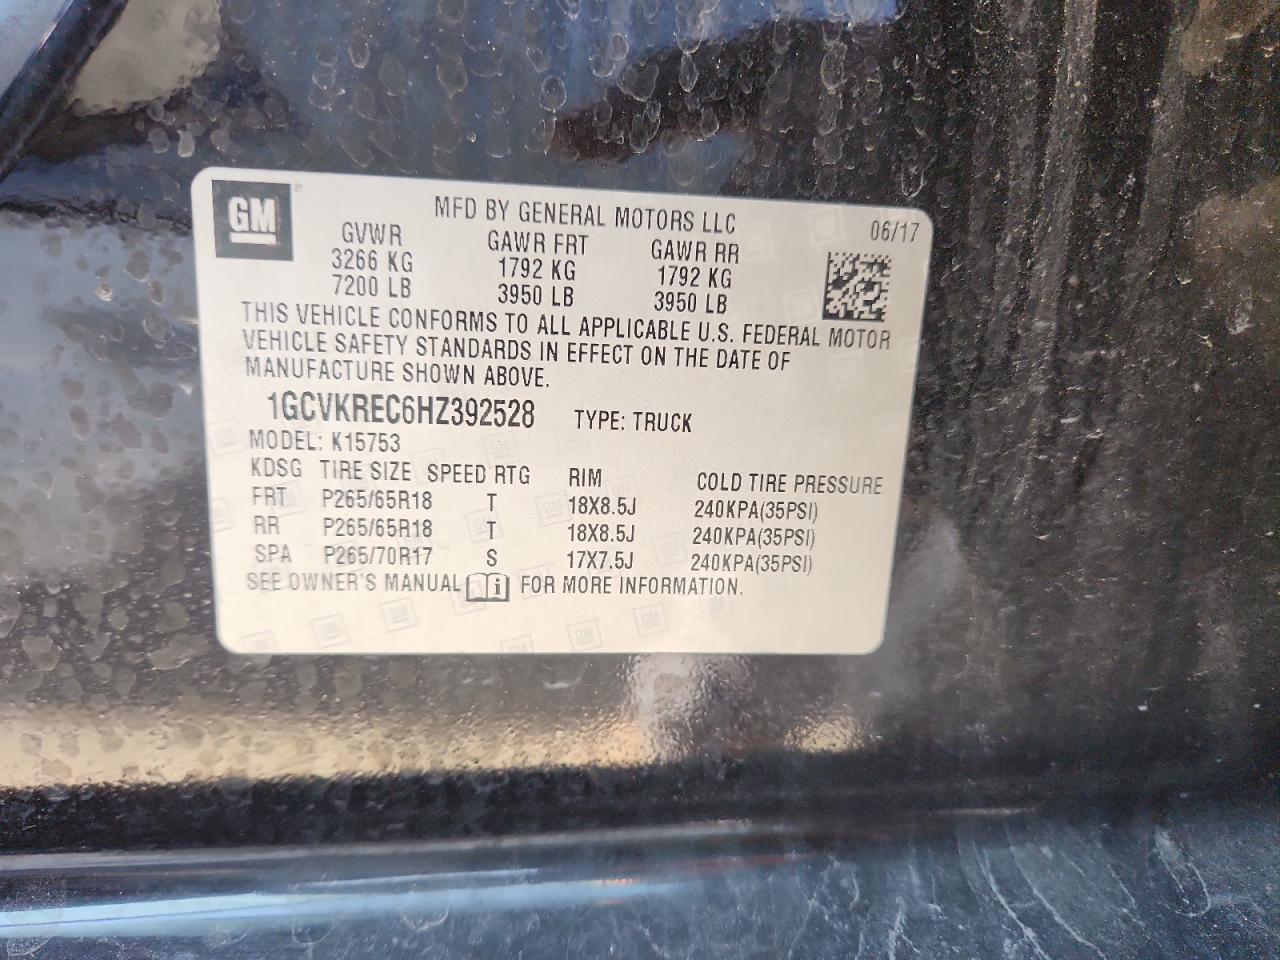 GM
MFD BY GENERAL MOTORS LLC 06/17
GVWR GAWR FRT GAWR RR
3266 KG 1792 KG 1792 KG
7200 LB 3950 LB 3950 LB
THIS VEHICLE CONFORMS TO ALL APPLICABLE U.S. FEDERAL MOTOR
VEHICLE SAFETY STANDARDS IN EFFECT ON THE DATE OF
MANUFACTURE SHOWN ABOVE.
1GCVKREC6HZ392528 TYPE: TRUCK
MODEL: K15753
KDSG TIRE SIZE SPEED RTG RIM COLD TIRE PRESSURE
FRT P265/65R18 T 18X8.5J 240KPA(35PSI)
RR P265/65R18 T 18X8.5J 240KPA(35PSI)
SPA P265/70R17 S 17X7.5J 240KPA(35PSI)
SEE OWNER'S MANUAL FOR MORE INFORMATION.